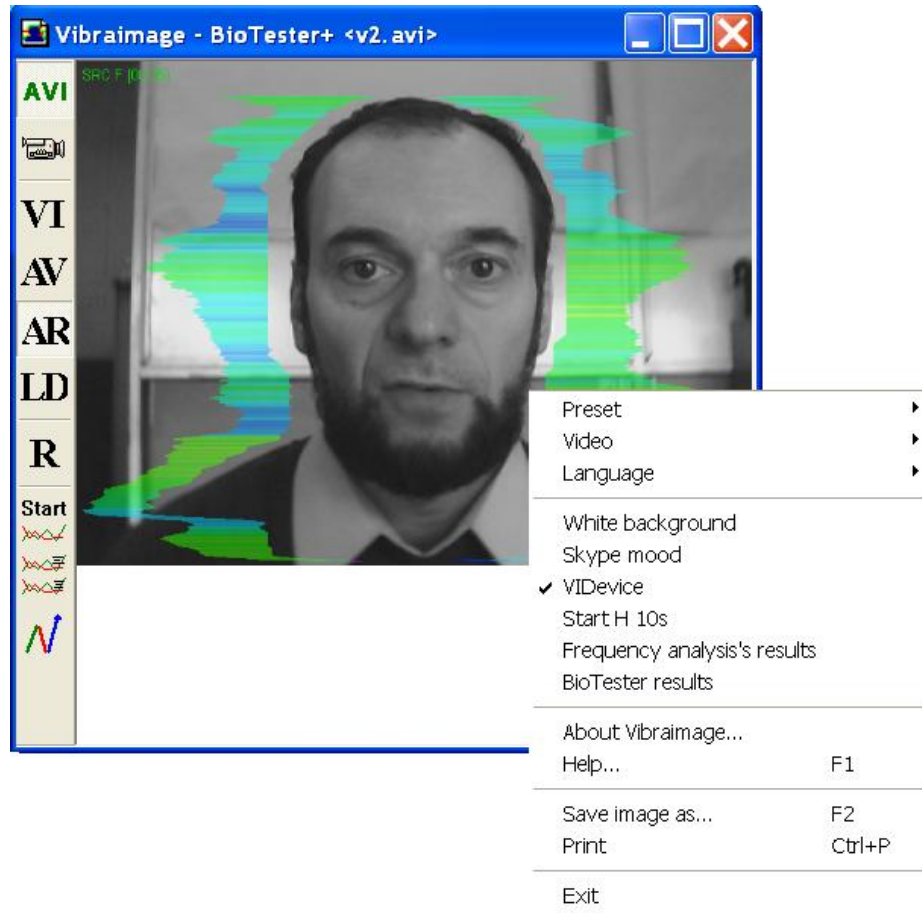 Vibraimage - BioTester+ <v2.avi>
AVI
SRC F
VI
AV
AR
LD
R
Start
Preset
Video
Language
White background
Skype mood
VIDevice
Start H 10s
Frequency analysis's results
BioTester results
About Vibraimage...
Help... F1
Save image as... F2
Print Ctrl+P
Exit